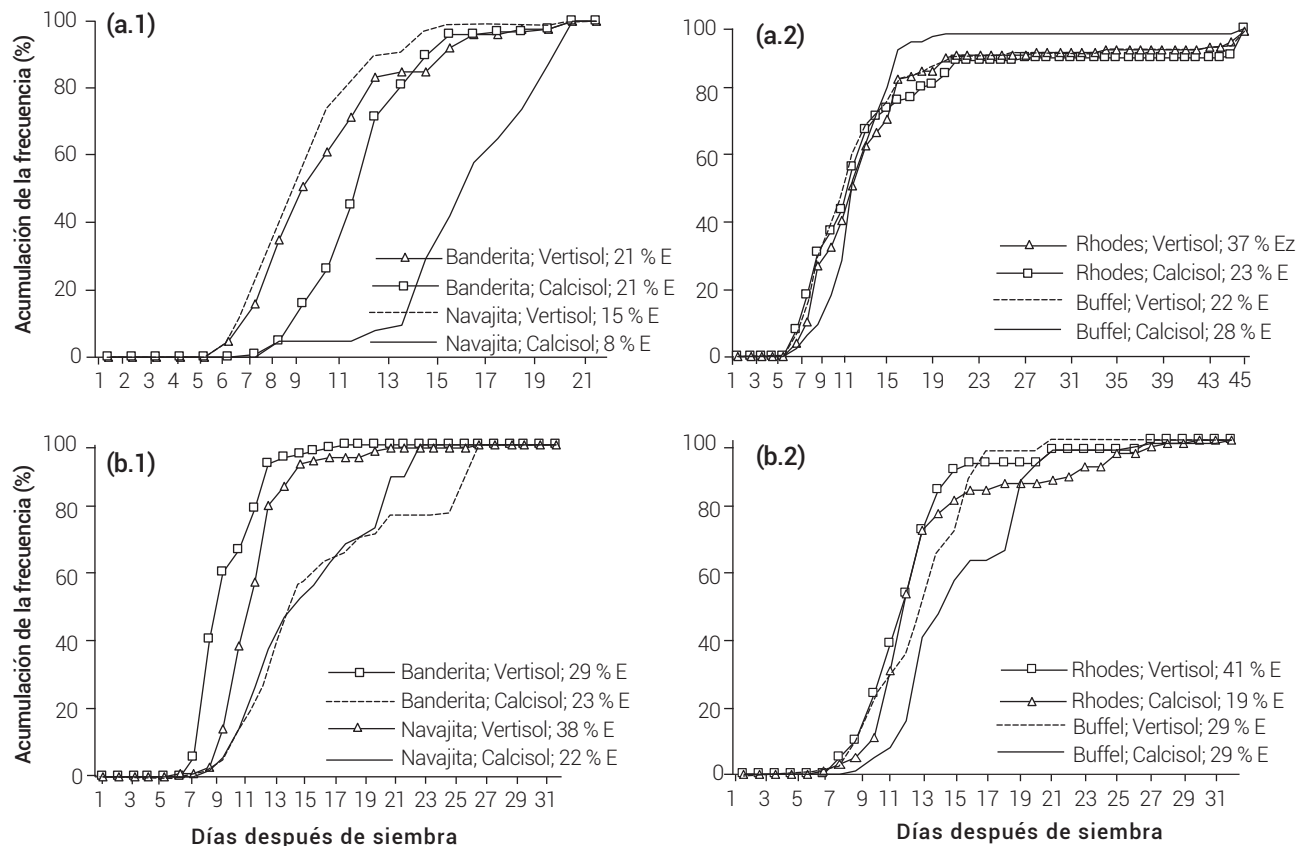 (a.1)
Acumulación de la frecuencia (%)
100
80
60
40
20
0
Banderita; Vertisol; 21 % E
Banderita; Calcisol; 21 % E
Navajita; Vertisol; 15 % E
Navajita; Calcisol; 8 % E
1 2 3 4 5 6 7 8 9 11 13 15 17 19 21
(a.2)
100
80
60
40
20
0
Rhodes; Vertisol; 37 % Ez
Rhodes; Calcisol; 23 % E
Buffel; Vertisol; 22 % E
Buffel; Calcisol; 28 % E
1 3 5 7 9 11 15 19 23 27 31 35 39 43 45
(b.1)
Acumulación de la frecuencia (%)
100
80
60
40
20
0
Banderita; Vertisol; 29 % E
Banderita; Calcisol; 23 % E
Navajita; Vertisol; 38 % E
Navajita; Calcisol; 22 % E
1 3 5 7 9 11 13 15 17 19 21 23 25 27 29 31
Días después de siembra
(b.2)
100
80
60
40
20
0
Rhodes; Vertisol; 41 % E
Rhodes; Calcisol; 19 % E
Buffel; Vertisol; 29 % E
Buffel; Calcisol; 29 % E
1 3 5 7 9 11 13 15 17 19 21 23 25 27 29 31
Días después de siembra